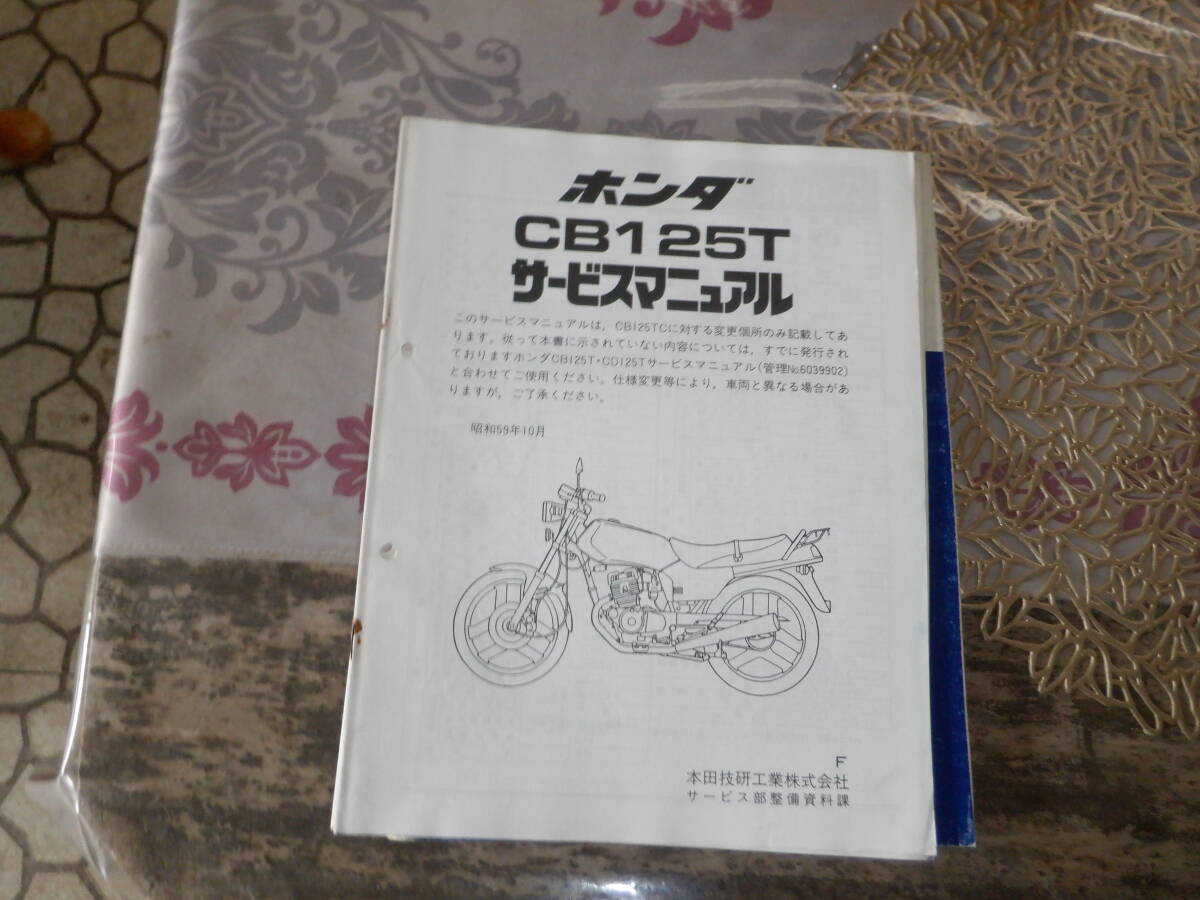 ホンダ
CB125T
サービスマニュアル
このサービスマニュアルは，CB125TCに対する変更個所のみ記載してあ
ります。従って本書に示されていない内容については，すでに発行され
ておりますホンダCB125T・CD125Tサービスマニュアル（管理No.6039902）
と合わせてご使用ください。仕様変更等により，車両と異なる場合があ
りますが，ご了承ください。
昭和59年10月
F
本田技研工業株式会社
サービス部整備資料課